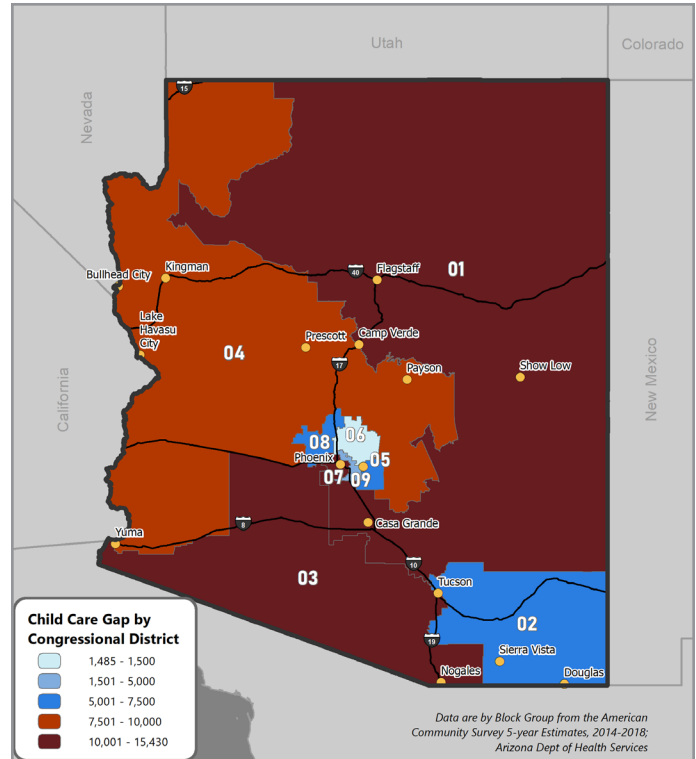 Utah
Colorado
Nevada
15
Bullhead City
Kingman
40
Flagstaff
01
Lake
Havasu
City
04
Prescott
Camp Verde
17
Payson
Show Low
California
New Mexico
08
06
Phoenix
05
07
09
Yuma
8
Casa Grande
10
03
Tucson
02
19
Sierra Vista
Nogales
Douglas
Child Care Gap by
Congressional District
1,485 - 1,500
1,501 - 5,000
5,001 - 7,500
7,501 - 10,000
10,001 - 15,430
Data are by Block Group from the American
Community Survey 5-year Estimates, 2014-2018;
Arizona Dept of Health Services